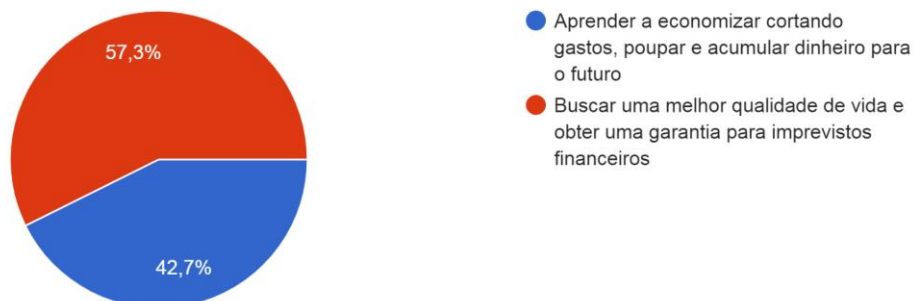 57,3%
42,7%
Aprender a economizar cortando
gastos, poupar e acumular dinheiro para
o futuro
Buscar uma melhor qualidade de vida e
obter uma garantia para imprevistos
financeiros